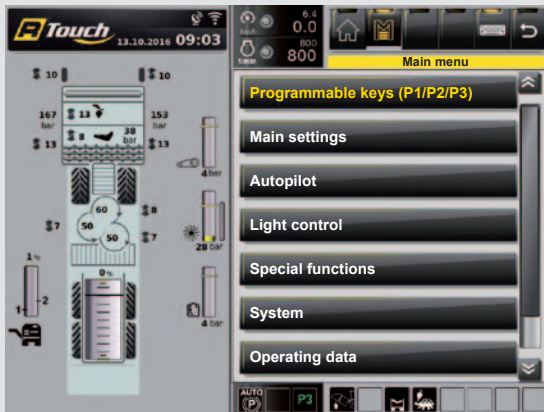 R-Touch
13.10.2016 09:03
10
10
167
bar
13
153
bar
13
8
38
bar
13
4 bar
60
50
50
7
8
7
28 bar
1 %
0%
1
2
4 bar
6.4
0.0
800
800
Main menu
Programmable keys (P1/P2/P3)
Main settings
Autopilot
Light control
Special functions
System
Operating data
AUTO
P
P3